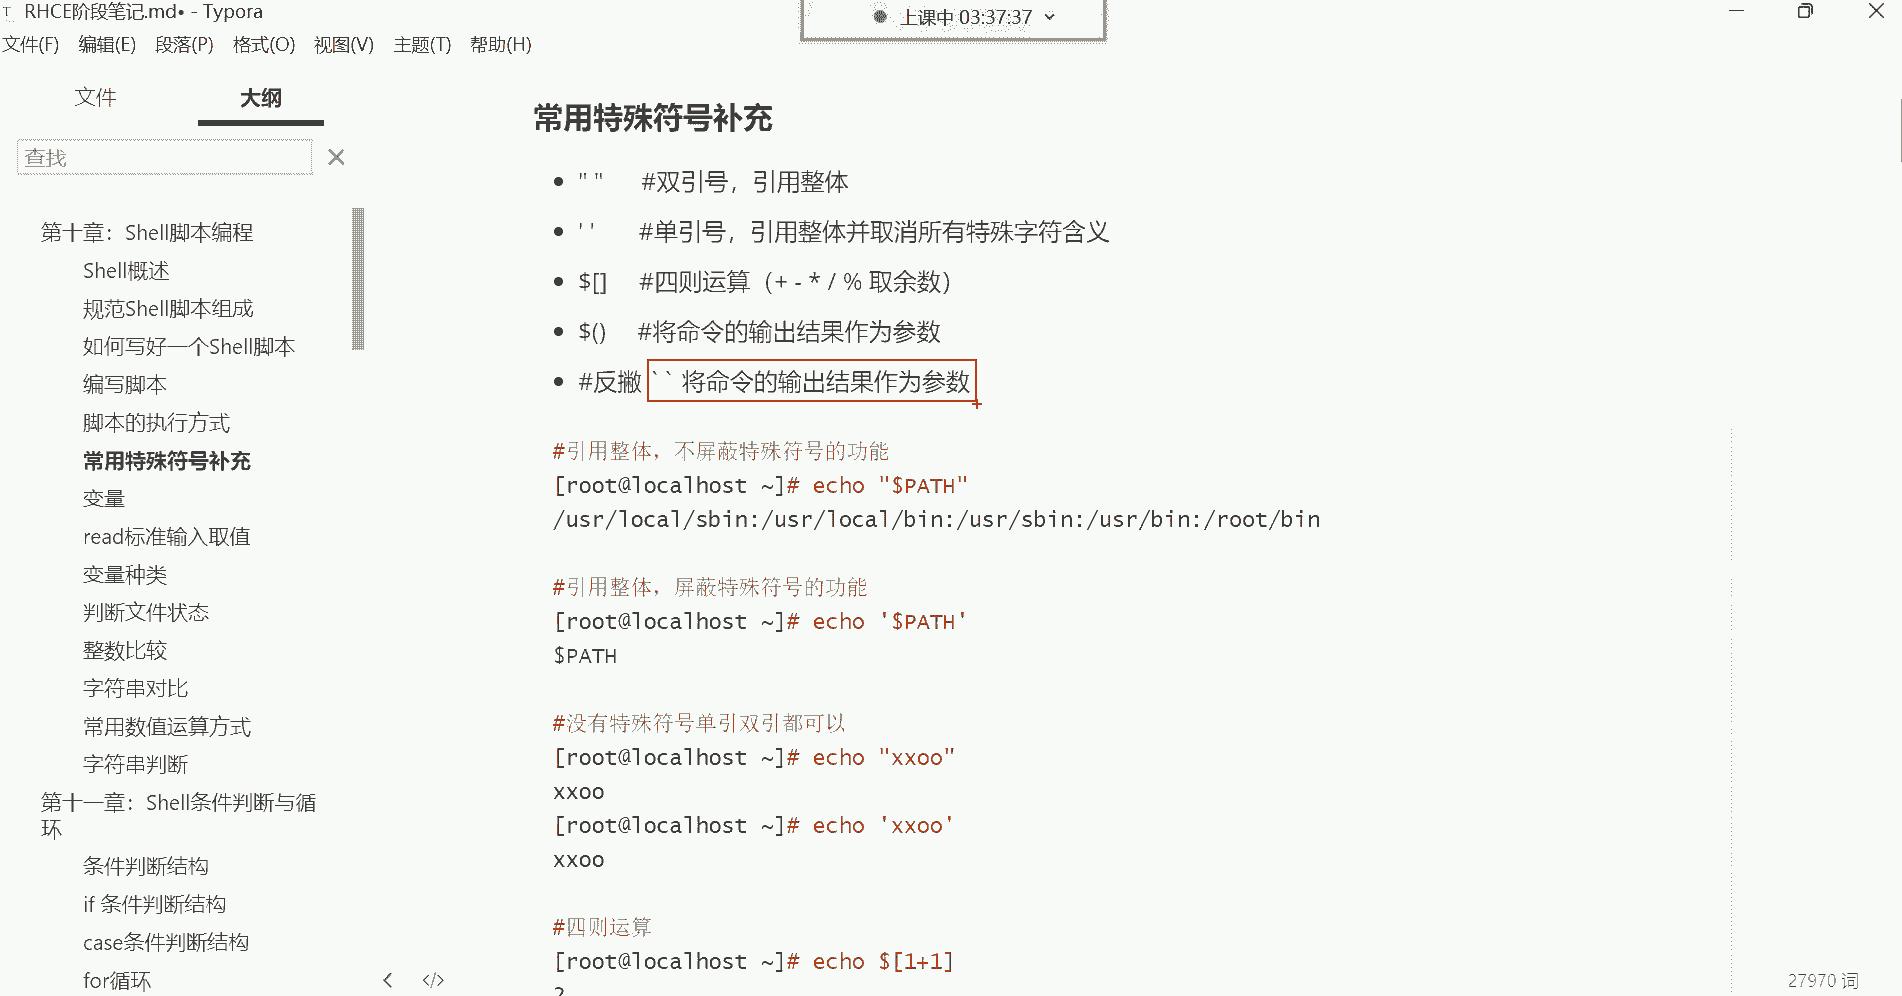 RHCE阶段笔记.md• - Typora
上课中 03:37:37
文件(F) 编辑(E) 段落(P) 格式(O) 视图(V) 主题(T) 帮助(H)
文件 大纲
查找
第十章：Shell脚本编程
Shell概述
规范Shell脚本组成
如何写好一个Shell脚本
编写脚本
脚本的执行方式
常用特殊符号补充
变量
read标准输入取值
变量种类
判断文件状态
整数比较
字符串对比
常用数值运算方式
字符串判断
第十一章：Shell条件判断与循
环
条件判断结构
if 条件判断结构
case条件判断结构
for循环
常用特殊符号补充
• " " #双引号，引用整体
• ' ' #单引号，引用整体并取消所有特殊字符含义
• $[] #四则运算（+ - * / % 取余数）
• $() #将命令的输出结果作为参数
• #反撇 ` ` 将命令的输出结果作为参数
#引用整体，不屏蔽特殊符号的功能
[root@localhost ~]# echo "$PATH"
/usr/local/sbin:/usr/local/bin:/usr/sbin:/usr/bin:/root/bin
#引用整体，屏蔽特殊符号的功能
[root@localhost ~]# echo '$PATH'
$PATH
#没有特殊符号单引双引都可以
[root@localhost ~]# echo "xxoo"
xxoo
[root@localhost ~]# echo 'xxoo'
xxoo
#四则运算
[root@localhost ~]# echo $[1+1]
2
27970 词